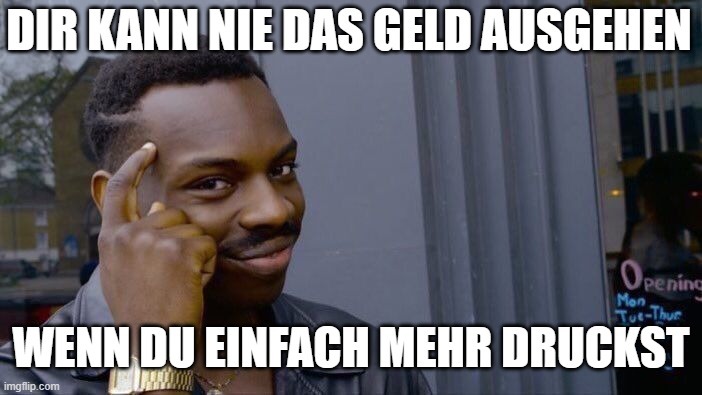 DIR KANN NIE DAS GELD AUSGEHEN
Opening
Mon
Tue-Thur
WENN DU EINFACH MEHR DRUCKST
imgflip.com